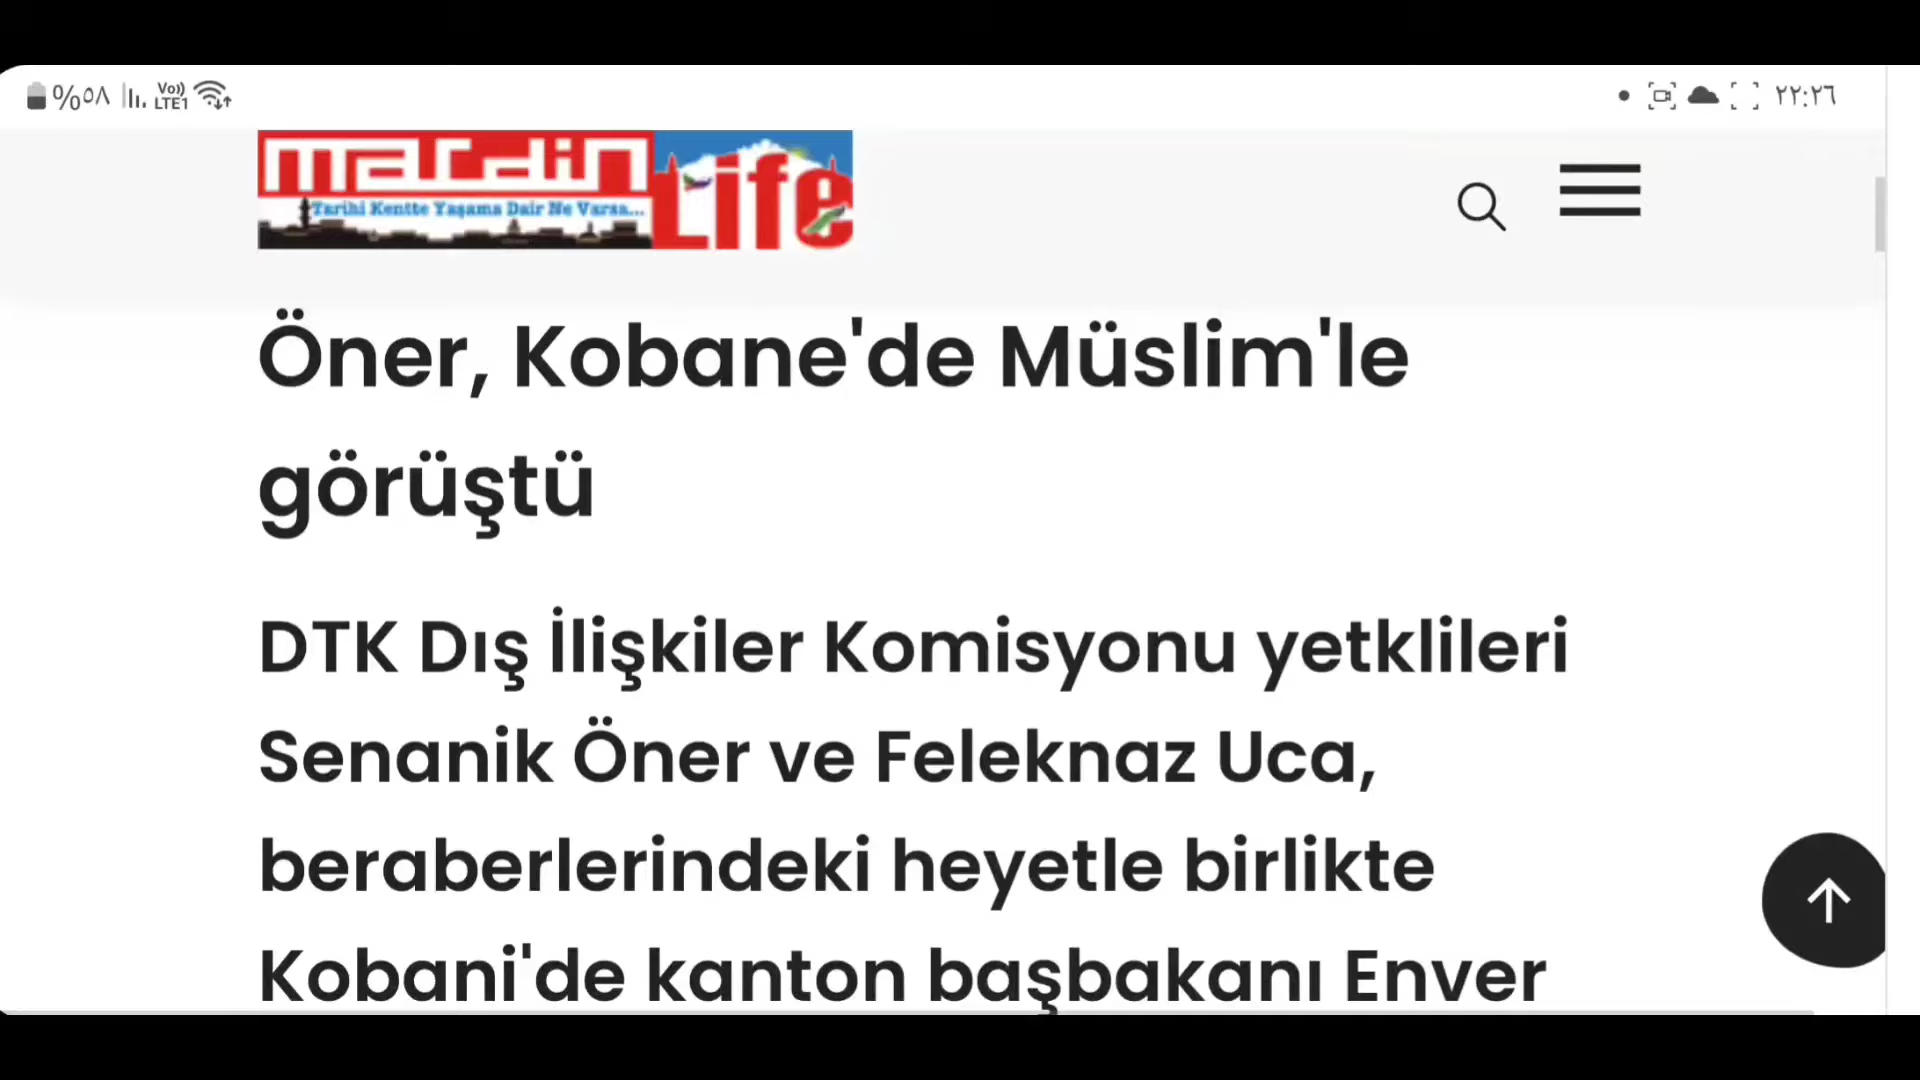 %٥٨ Vo)) LTE1 ٢٢:٢٦
mardin Life
Tarihi Kentte Yaşama Dair Ne Varsa...
Öner, Kobane'de Müslim'le
görüştü
DTK Dış İlişkiler Komisyonu yetklileri
Senanik Öner ve Feleknaz Uca,
beraberlerindeki heyetle birlikte
Kobani'de kanton başbakanı Enver